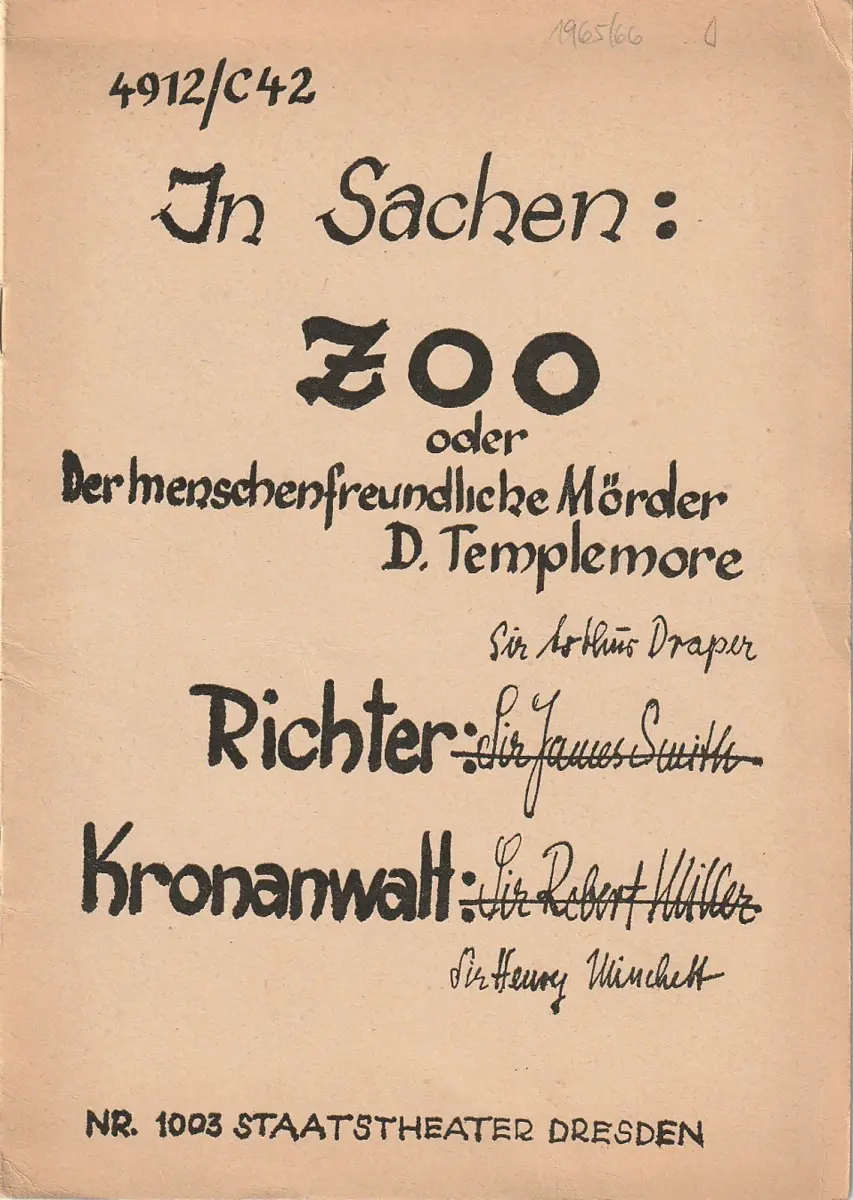 1965/66
4912/C42
In Sachen:
ZOO
oder
Der menschenfreundliche Mörder
D. Templemore
Sir Arthur Draper
Richter: Sir James Smith
Kronanwalt: Sir Robert Miller
Sir Henry Minchett
NR. 1003 STAATSTHEATER DRESDEN